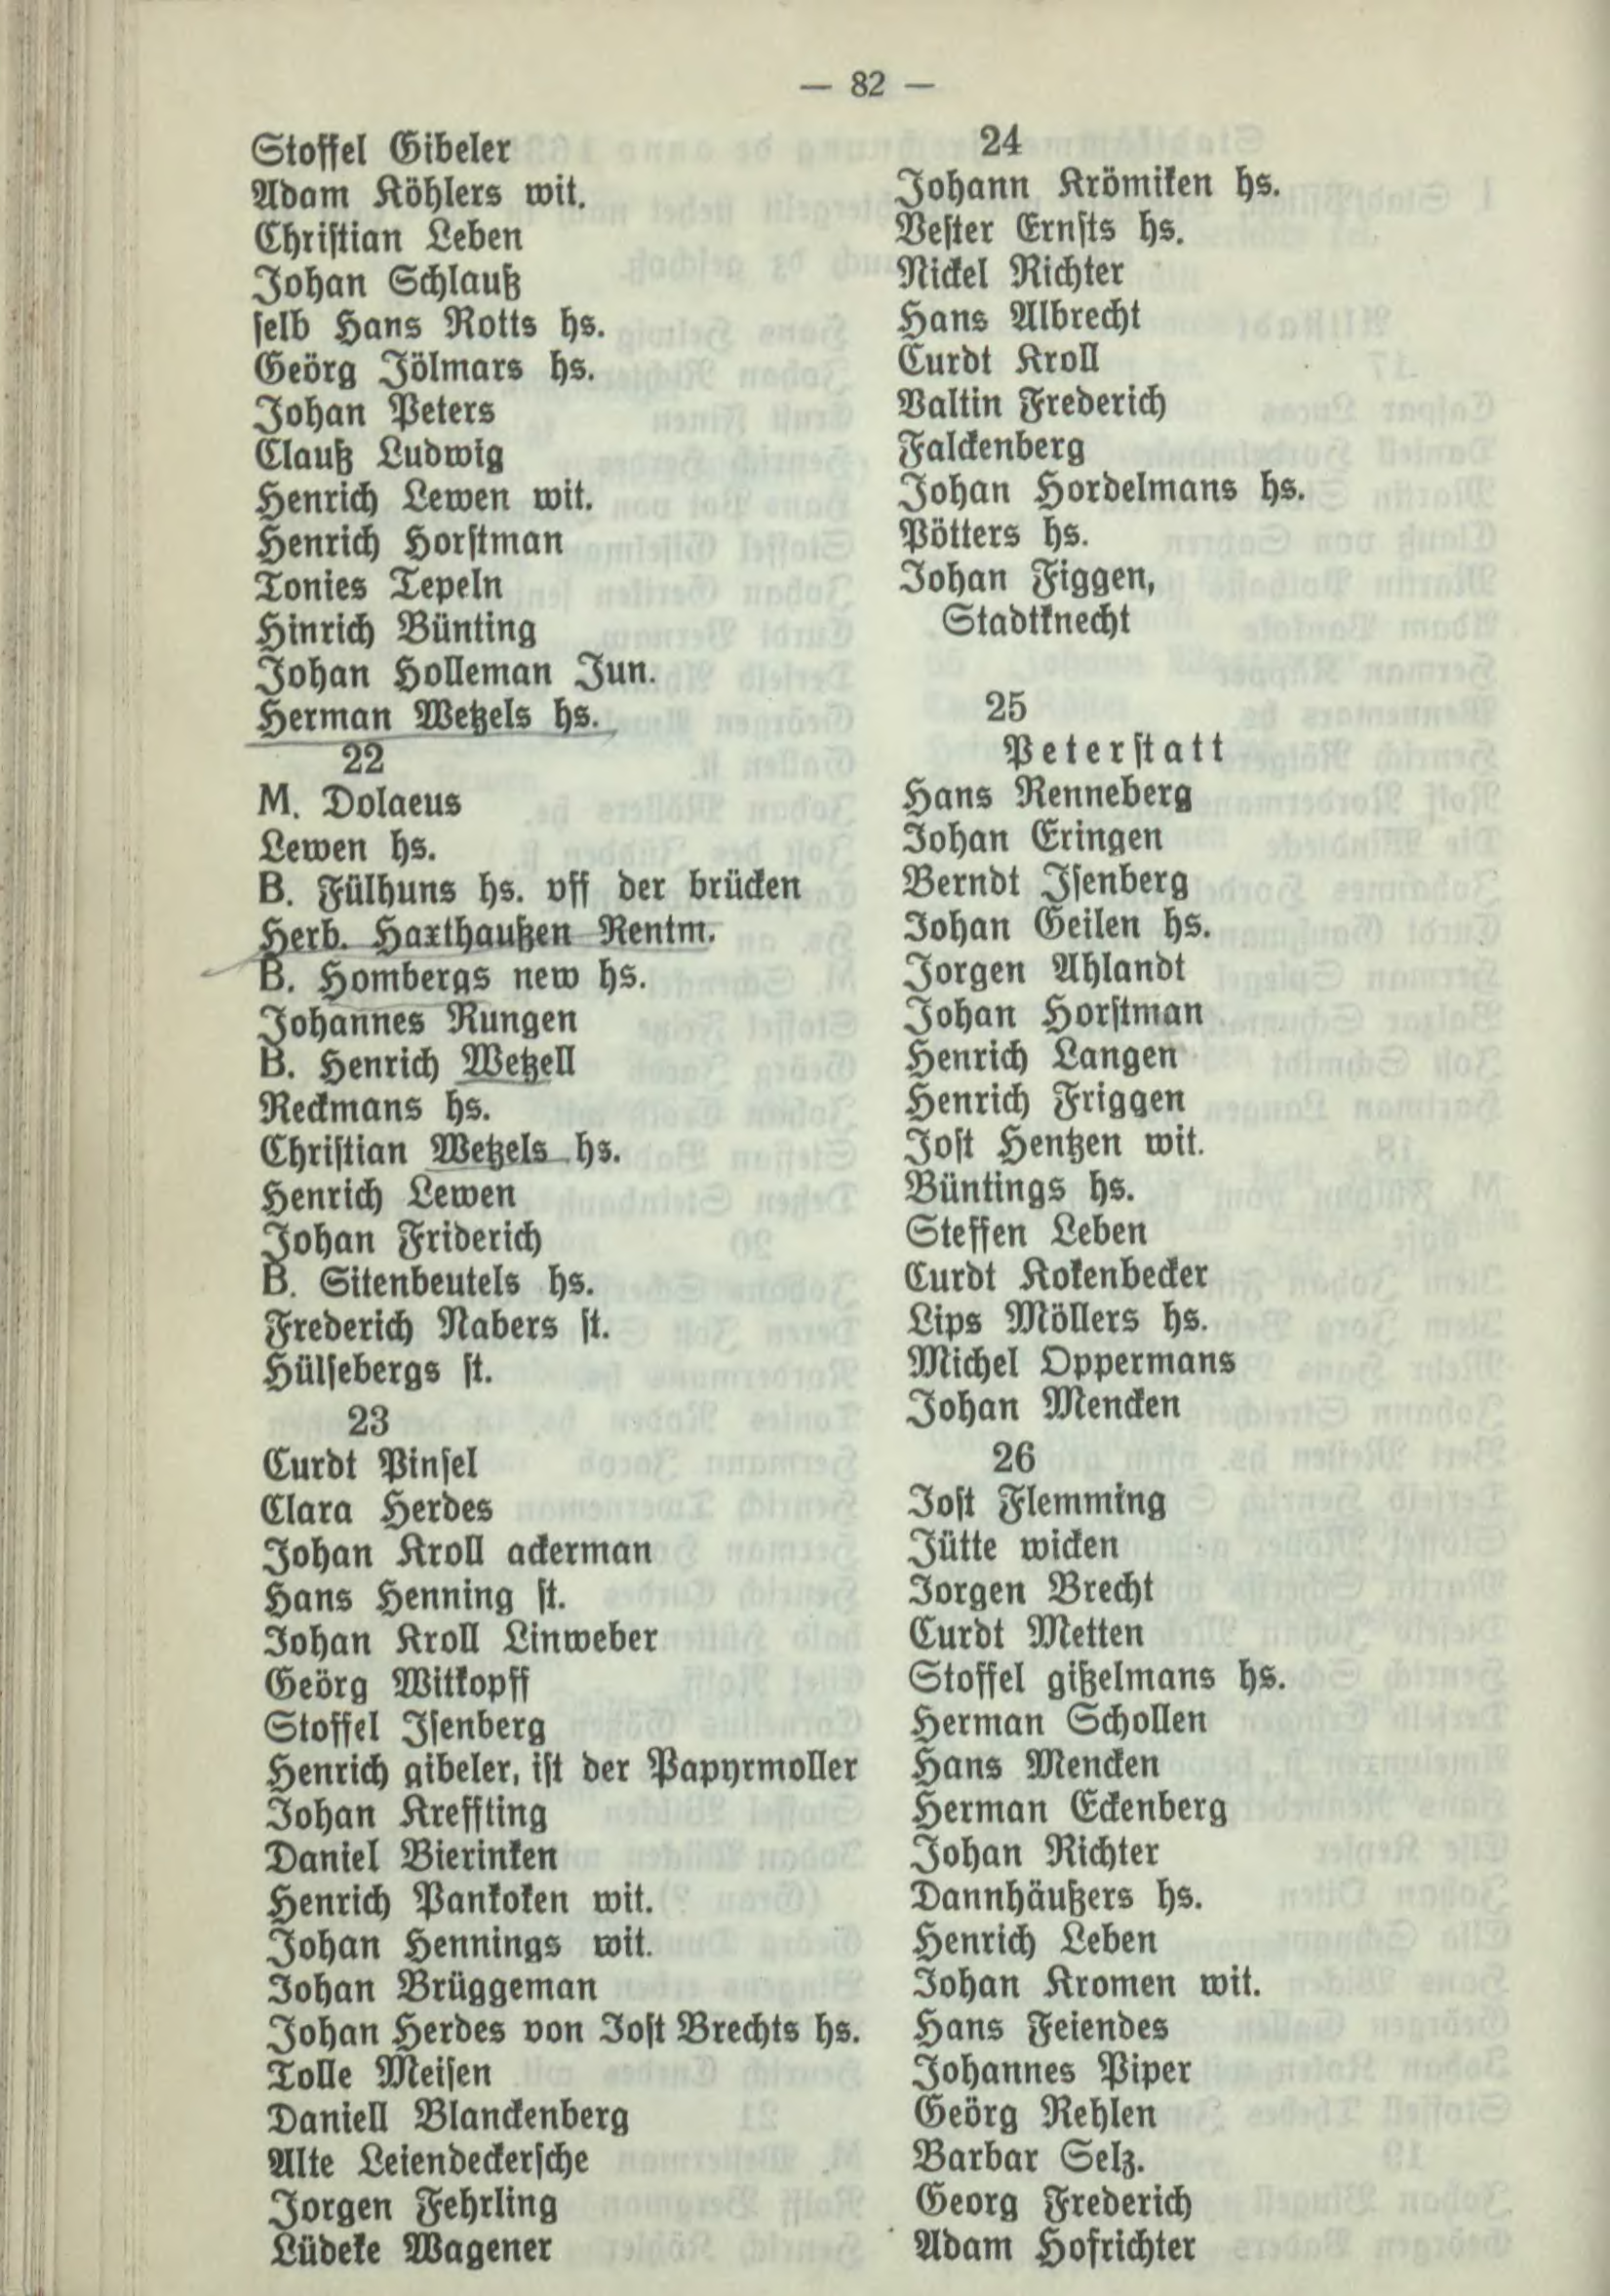 — 82 —
Stoffel Gibeler
Adam Köhlers wit.
Christian Leben
Johan Schlauß
selb Hans Rotts hs.
Geörg Jölmars hs.
Johan Peters
Clauß Ludwig
Henrich Lewen wit.
Henrich Horstman
Tonies Tepeln
Hinrich Bünting
Johan Holleman Jun.
Herman Wetzels hs.
22
M. Dolaeus
Lewen hs.
B. Fülhuns hs. vff der brücken
Herb. Haxthaußen Rentm.
B. Hombergs new hs.
Johannes Rungen
B. Henrich Wetzell
Reckmans hs.
Christian Wetzels hs.
Henrich Lewen
Johan Friderich
B. Sitenbeutels hs.
Frederich Nabers st.
Hülsebergs st.
23
Curdt Pinsel
Clara Herdes
Johan Kroll ackerman
Hans Henning st.
Johan Kroll Linweber
Geörg Witkopff
Stoffel Isenberg
Henrich gibeler, ist der Papyrmoller
Johan Kreffting
Daniel Bierinken
Henrich Pankoken wit.
Johan Hennings wit.
Johan Brüggeman
Johan Herdes von Jost Brechts hs.
Tolle Meisen
Daniell Blanckenberg
Alte Leiendeckersche
Jorgen Fehrling
Lüdeke Wagener
24
Johann Krömiken hs.
Vester Ernsts hs.
Nickel Richter
Hans Albrecht
Curdt Kroll
Valtin Frederich
Falckenberg
Johan Hordelmans hs.
Pötters hs.
Johan Figgen,
Stadtknecht
25
Peterstatt
Hans Renneberg
Johan Eringen
Berndt Isenberg
Johan Geilen hs.
Jorgen Ahlandt
Johan Horstman
Henrich Langen
Henrich Friggen
Jost Hentzen wit.
Büntings hs.
Steffen Leben
Curdt Kokenbecker
Lips Möllers hs.
Michel Oppermans
Johan Mencken
26
Jost Flemming
Jütte wicken
Jorgen Brecht
Curdt Metten
Stoffel gißelmans hs.
Herman Schollen
Hans Mencken
Herman Eckenberg
Johan Richter
Dannhäußers hs.
Henrich Leben
Johan Kromen wit.
Hans Feiendes
Johannes Piper
Geörg Rehlen
Barbar Selz.
Georg Frederich
Adam Hofrichter